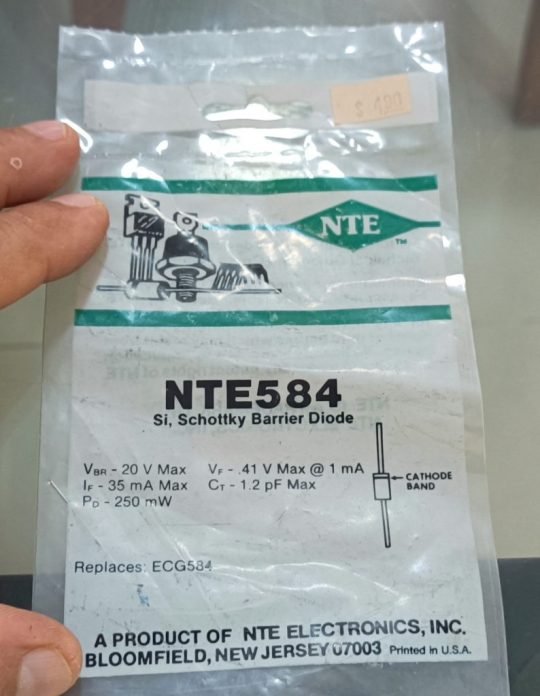 $ 4.80
NTE
TM
NTE584
Si, Schottky Barrier Diode
VBR - 20 V Max   VF - .41 V Max @ 1 mA
IF - 35 mA Max   CT - 1.2 pF Max
PD - 250 mW
CATHODE
BAND
Replaces: ECG584
A PRODUCT OF NTE ELECTRONICS, INC.
BLOOMFIELD, NEW JERSEY 07003 Printed in U.S.A.